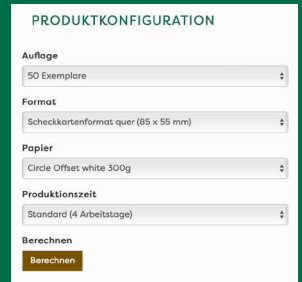 PRODUKTKONFIGURATION
Auflage
50 Exemplare
Format
Scheckkartenformat quer (85 x 55 mm)
Papier
Circle Offset white 300g
Produktionszeit
Standard (4 Arbeitstage)
Berechnen
Berechnen